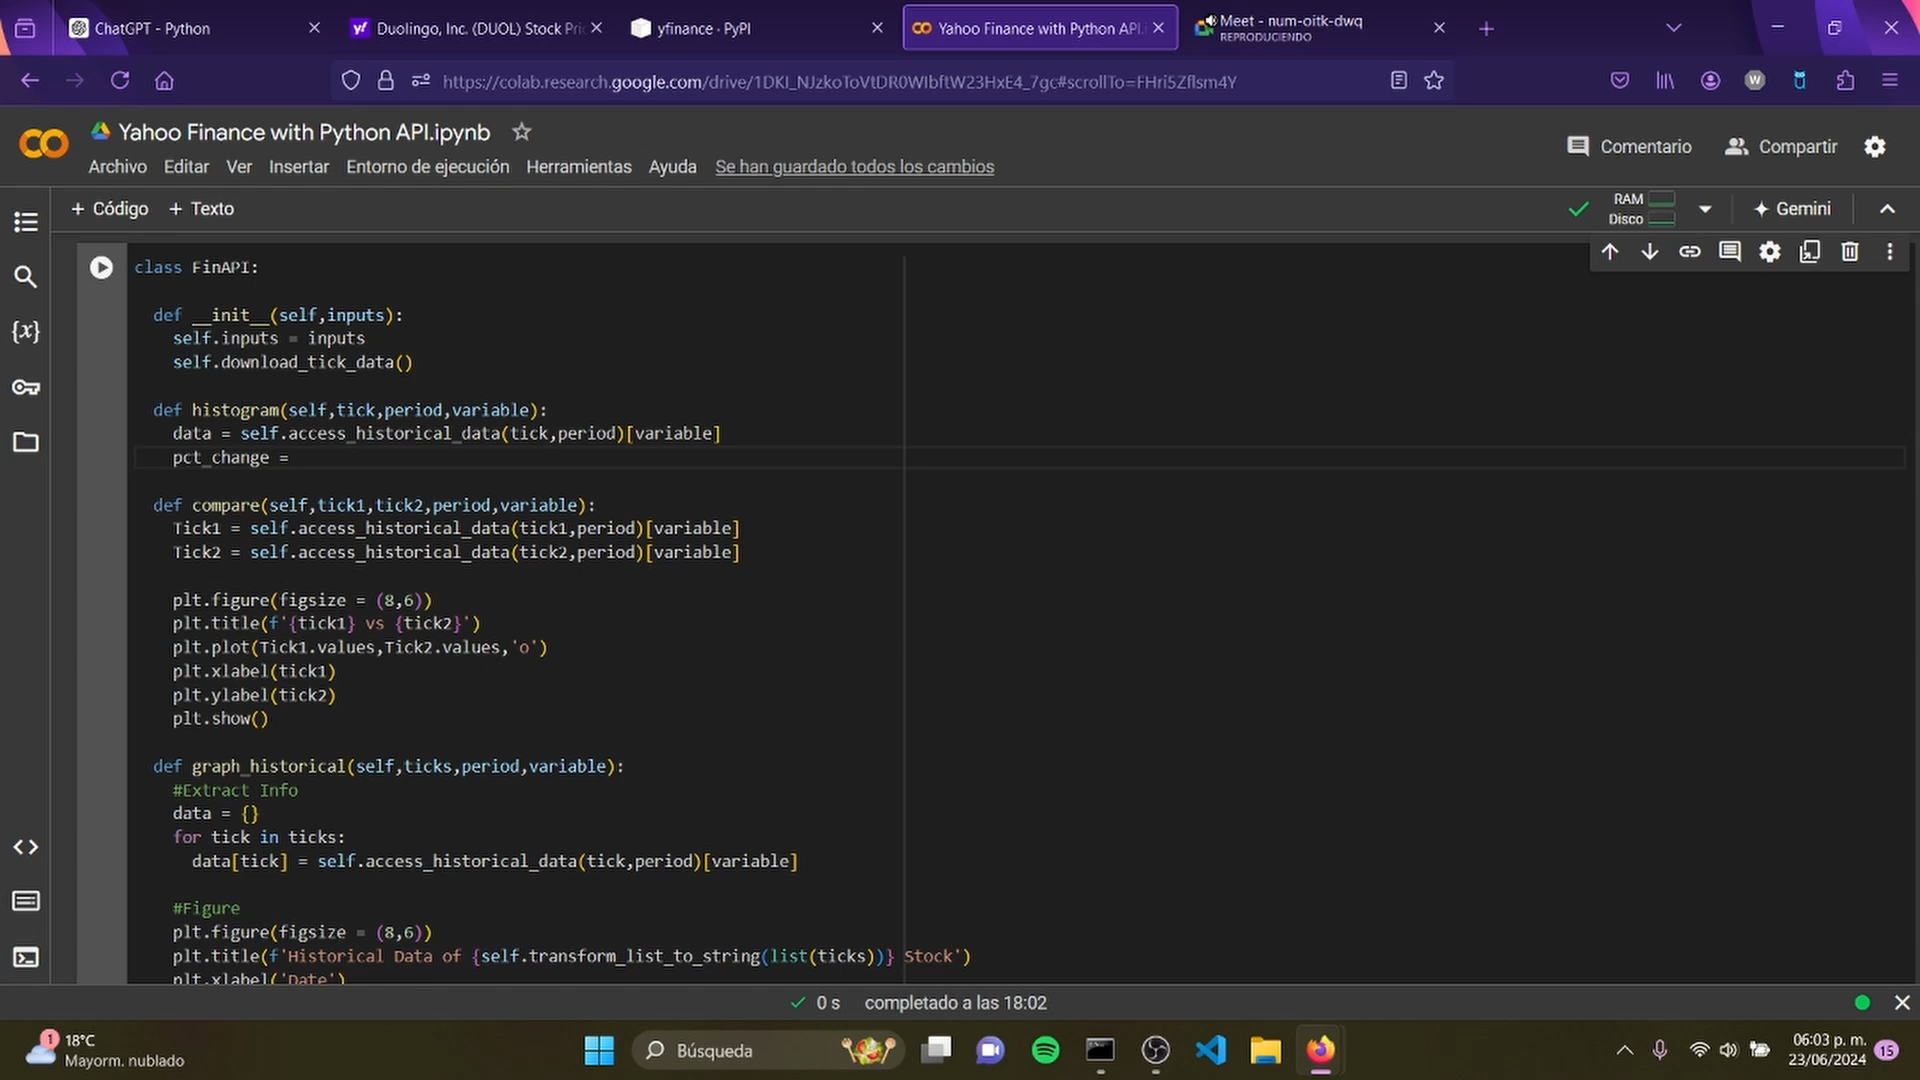 ChatGPT - Python
Duolingo, Inc. (DUOL) Stock Pric
yfinance · PyPI
Yahoo Finance with Python API.i
Meet - num-oitk-dwq
REPRODUCIENDO
https://colab.research.google.com/drive/1DKI_NJzkoToVtDR0WIbftW23HxE4_7gc#scrollTo=FHri5Zflsm4Y
W
Yahoo Finance with Python API.ipynb
Comentario
Compartir
Archivo Editar Ver Insertar Entorno de ejecución Herramientas Ayuda Se han guardado todos los cambios
+ Código + Texto
RAM
Disco
Gemini
class FinAPI:
def __init__(self,inputs):
self.inputs = inputs
self.download_tick_data()
def histogram(self,tick,period,variable):
data = self.access_historical_data(tick,period)[variable]
pct_change =
def compare(self,tick1,tick2,period,variable):
Tick1 = self.access_historical_data(tick1,period)[variable]
Tick2 = self.access_historical_data(tick2,period)[variable]
plt.figure(figsize = (8,6))
plt.title(f'{tick1} vs {tick2}')
plt.plot(Tick1.values,Tick2.values,'o')
plt.xlabel(tick1)
plt.ylabel(tick2)
plt.show()
def graph_historical(self,ticks,period,variable):
#Extract Info
data = {}
for tick in ticks:
data[tick] = self.access_historical_data(tick,period)[variable]
#Figure
plt.figure(figsize = (8,6))
plt.title(f'Historical Data of {self.transform_list_to_string(list(ticks))} Stock')
plt.xlabel('Date')
0 s completado a las 18:02
1
18°C
Mayorm. nublado
Búsqueda
06:03 p. m.
23/06/2024
15